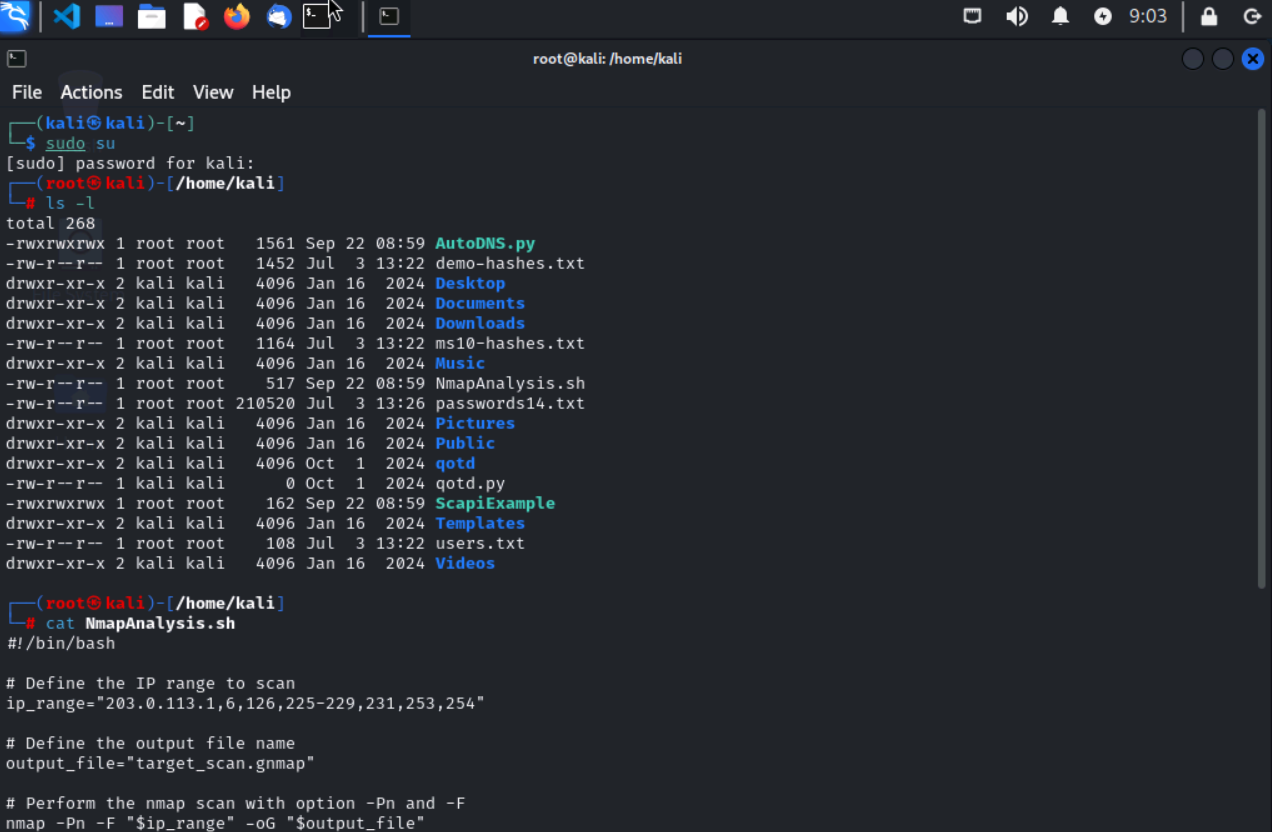 9:03
root@kali: /home/kali
File Actions Edit View Help
┌──(kali㉿kali)-[~]
└─$ sudo su
[sudo] password for kali:
┌──(root㉿kali)-[/home/kali]
└─# ls -l
total 268
-rwxrwxrwx 1 root root   1561 Sep 22 08:59 AutoDNS.py
-rw-r--r-- 1 root root   1452 Jul  3 13:22 demo-hashes.txt
drwxr-xr-x 2 kali kali   4096 Jan 16  2024 Desktop
drwxr-xr-x 2 kali kali   4096 Jan 16  2024 Documents
drwxr-xr-x 2 kali kali   4096 Jan 16  2024 Downloads
-rw-r--r-- 1 root root   1164 Jul  3 13:22 ms10-hashes.txt
drwxr-xr-x 2 kali kali   4096 Jan 16  2024 Music
-rw-r--r-- 1 root root    517 Sep 22 08:59 NmapAnalysis.sh
-rw-r--r-- 1 root root 210520 Jul  3 13:26 passwords14.txt
drwxr-xr-x 2 kali kali   4096 Jan 16  2024 Pictures
drwxr-xr-x 2 kali kali   4096 Jan 16  2024 Public
drwxr-xr-x 2 kali kali   4096 Oct  1  2024 qotd
-rw-r--r-- 1 kali kali      0 Oct  1  2024 qotd.py
-rwxrwxrwx 1 root root    162 Sep 22 08:59 ScapiExample
drwxr-xr-x 2 kali kali   4096 Jan 16  2024 Templates
-rw-r--r-- 1 root root    108 Jul  3 13:22 users.txt
drwxr-xr-x 2 kali kali   4096 Jan 16  2024 Videos
┌──(root㉿kali)-[/home/kali]
└─# cat NmapAnalysis.sh
#!/bin/bash
# Define the IP range to scan
ip_range="203.0.113.1,6,126,225-229,231,253,254"
# Define the output file name
output_file="target_scan.gnmap"
# Perform the nmap scan with option -Pn and -F
nmap -Pn -F "$ip_range" -oG "$output_file"